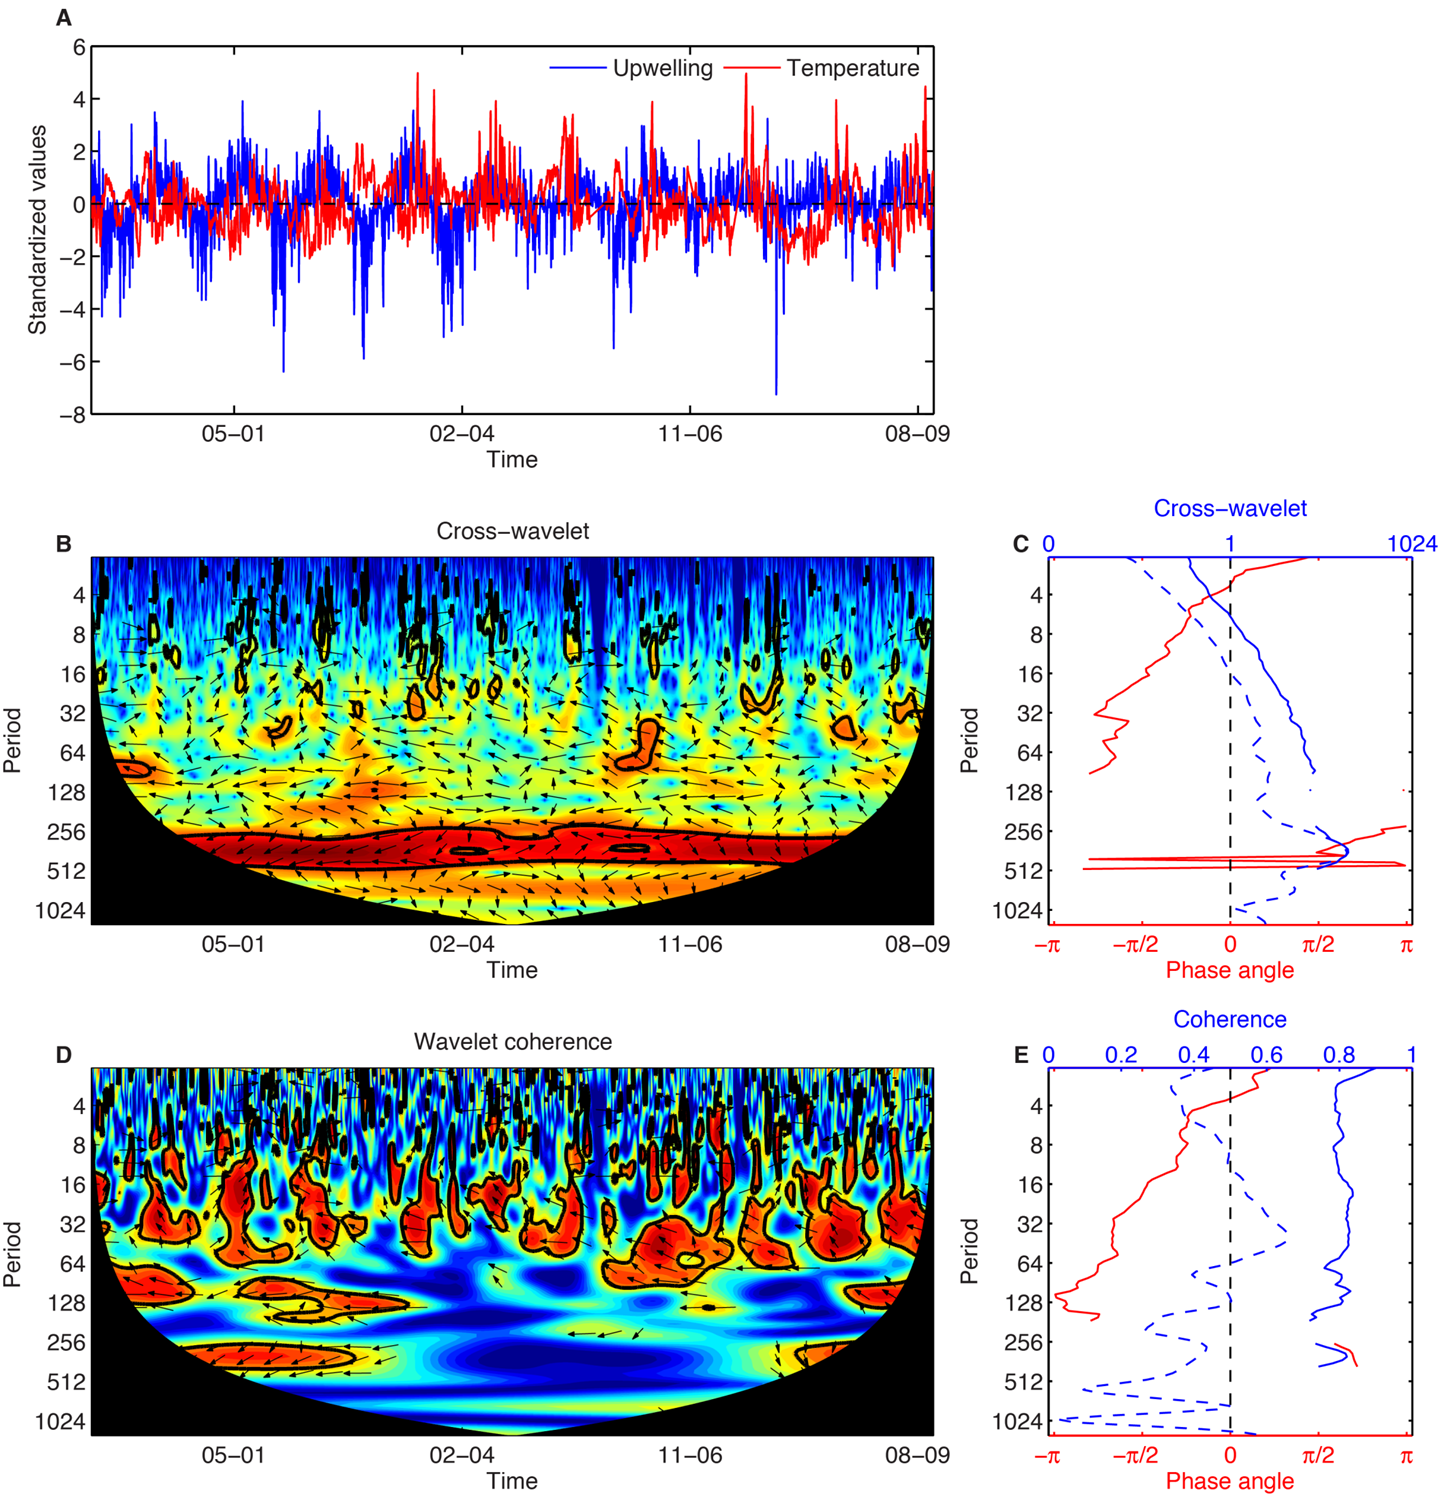 A
6
4
2
0
−2
−4
−6
−8
Standardized values
Upwelling Temperature
05−01 02−04 11−06 08−09
Time
B
Cross−wavelet
4
8
16
32
64
128
256
512
1024
Period
05−01 02−04 11−06 08−09
Time
C
Cross−wavelet
0 1 1024
4
8
16
32
64
128
256
512
1024
Period
−π −π/2 0 π/2 π
Phase angle
D
Wavelet coherence
4
8
16
32
64
128
256
512
1024
Period
05−01 02−04 11−06 08−09
Time
E
Coherence
0 0.2 0.4 0.6 0.8 1
4
8
16
32
64
128
256
512
1024
Period
−π −π/2 0 π/2 π
Phase angle